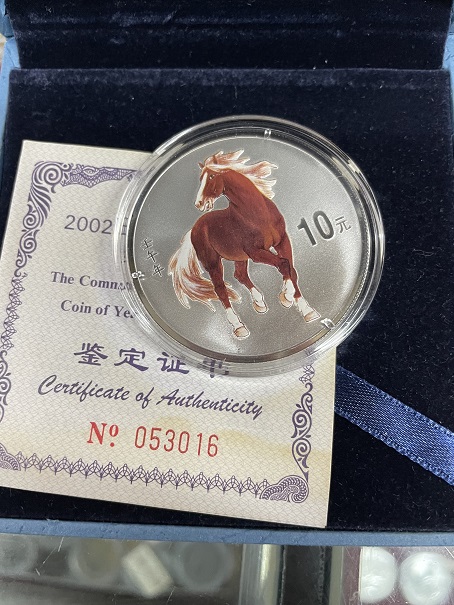 2002
The Comm
Coin of Ye
鉴定证书
Certificate of Authenticity
Nº 053016
10元
壬午年